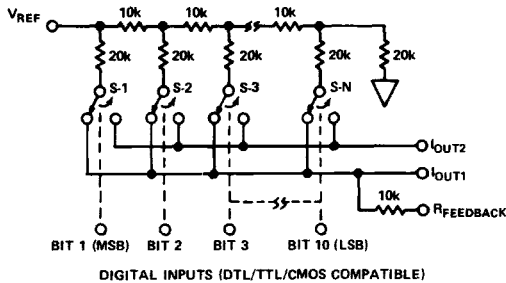 VREF
10k 10k 10k
20k 20k 20k 20k 20k
S-1 S-2 S-3 S-N
IOUT2
IOUT1
10k
RFEEDBACK
BIT 1 (MSB) BIT 2 BIT 3 BIT 10 (LSB)
DIGITAL INPUTS (DTL/TTL/CMOS COMPATIBLE)